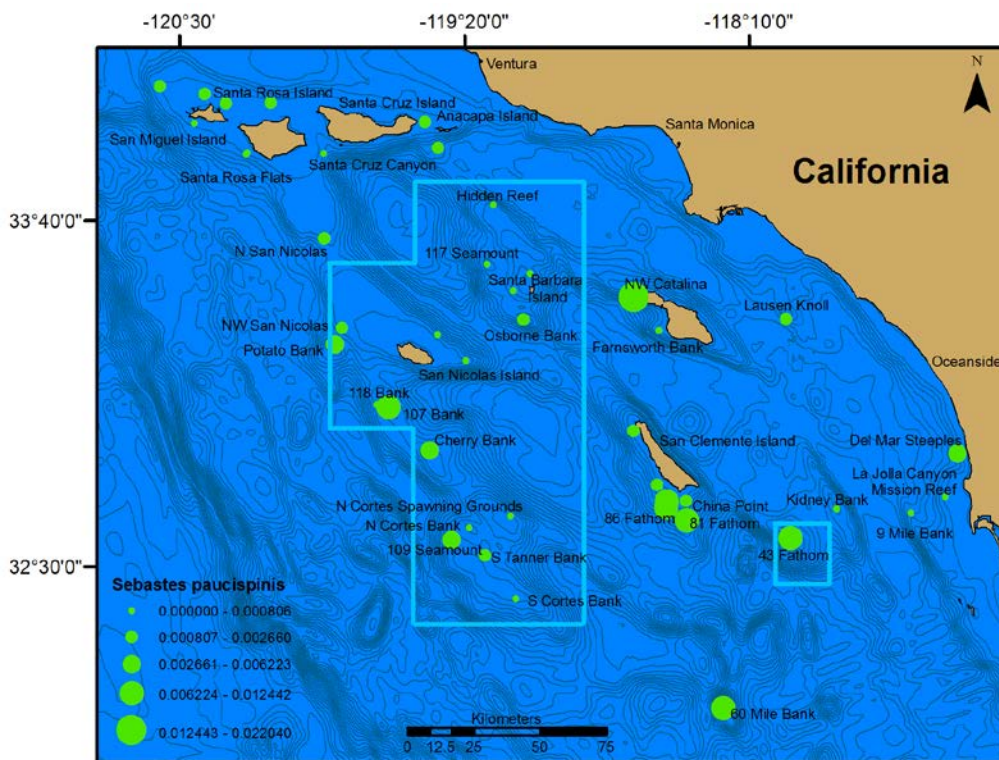 -120°30' -119°20'0" -118°10'0"
Ventura
N
Santa Rosa Island
Santa Cruz Island
Anacapa Island
Santa Monica
San Miguel Island
Santa Cruz Canyon
Santa Rosa Flats
California
Hidden Reef
33°40'0"
N San Nicolas
117 Seamount
Santa Barbara
Island
NW Catalina
Lausen Knoll
NW San Nicolas
Potato Bank
Osborne Bank
Farnsworth Bank
Oceanside
San Nicolas Island
118 Bank
107 Bank
Cherry Bank
San Clemente Island
Del Mar Steeples
La Jolla Canyon
Mission Reef
N Cortes Spawning Grounds
China Point
Kidney Bank
N Cortes Bank
86 Fathom
81 Fathom
9 Mile Bank
109 Seamount
S Tanner Bank
43 Fathom
32°30'0"
S Cortes Bank
Sebastes paucispinis
0.000000 - 0.000806
0.000807 - 0.002660
0.002661 - 0.006223
0.006224 - 0.012442
0.012443 - 0.022040
60 Mile Bank
Kilometers
0 12.5 25 50 75